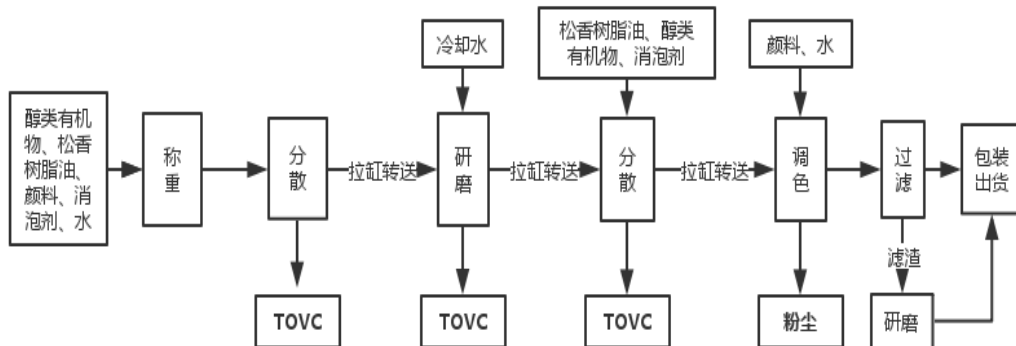 冷却水
松香树脂油、醇类
有机物、消泡剂
颜料、水
醇类有机
物、松香
树脂油、
颜料、消
泡剂、水
称
重
分
散
拉缸转送
研
磨
拉缸转送
分
散
拉缸转送
调
色
过
滤
包装
出货
滤渣
TOVC
TOVC
TOVC
粉尘
研磨